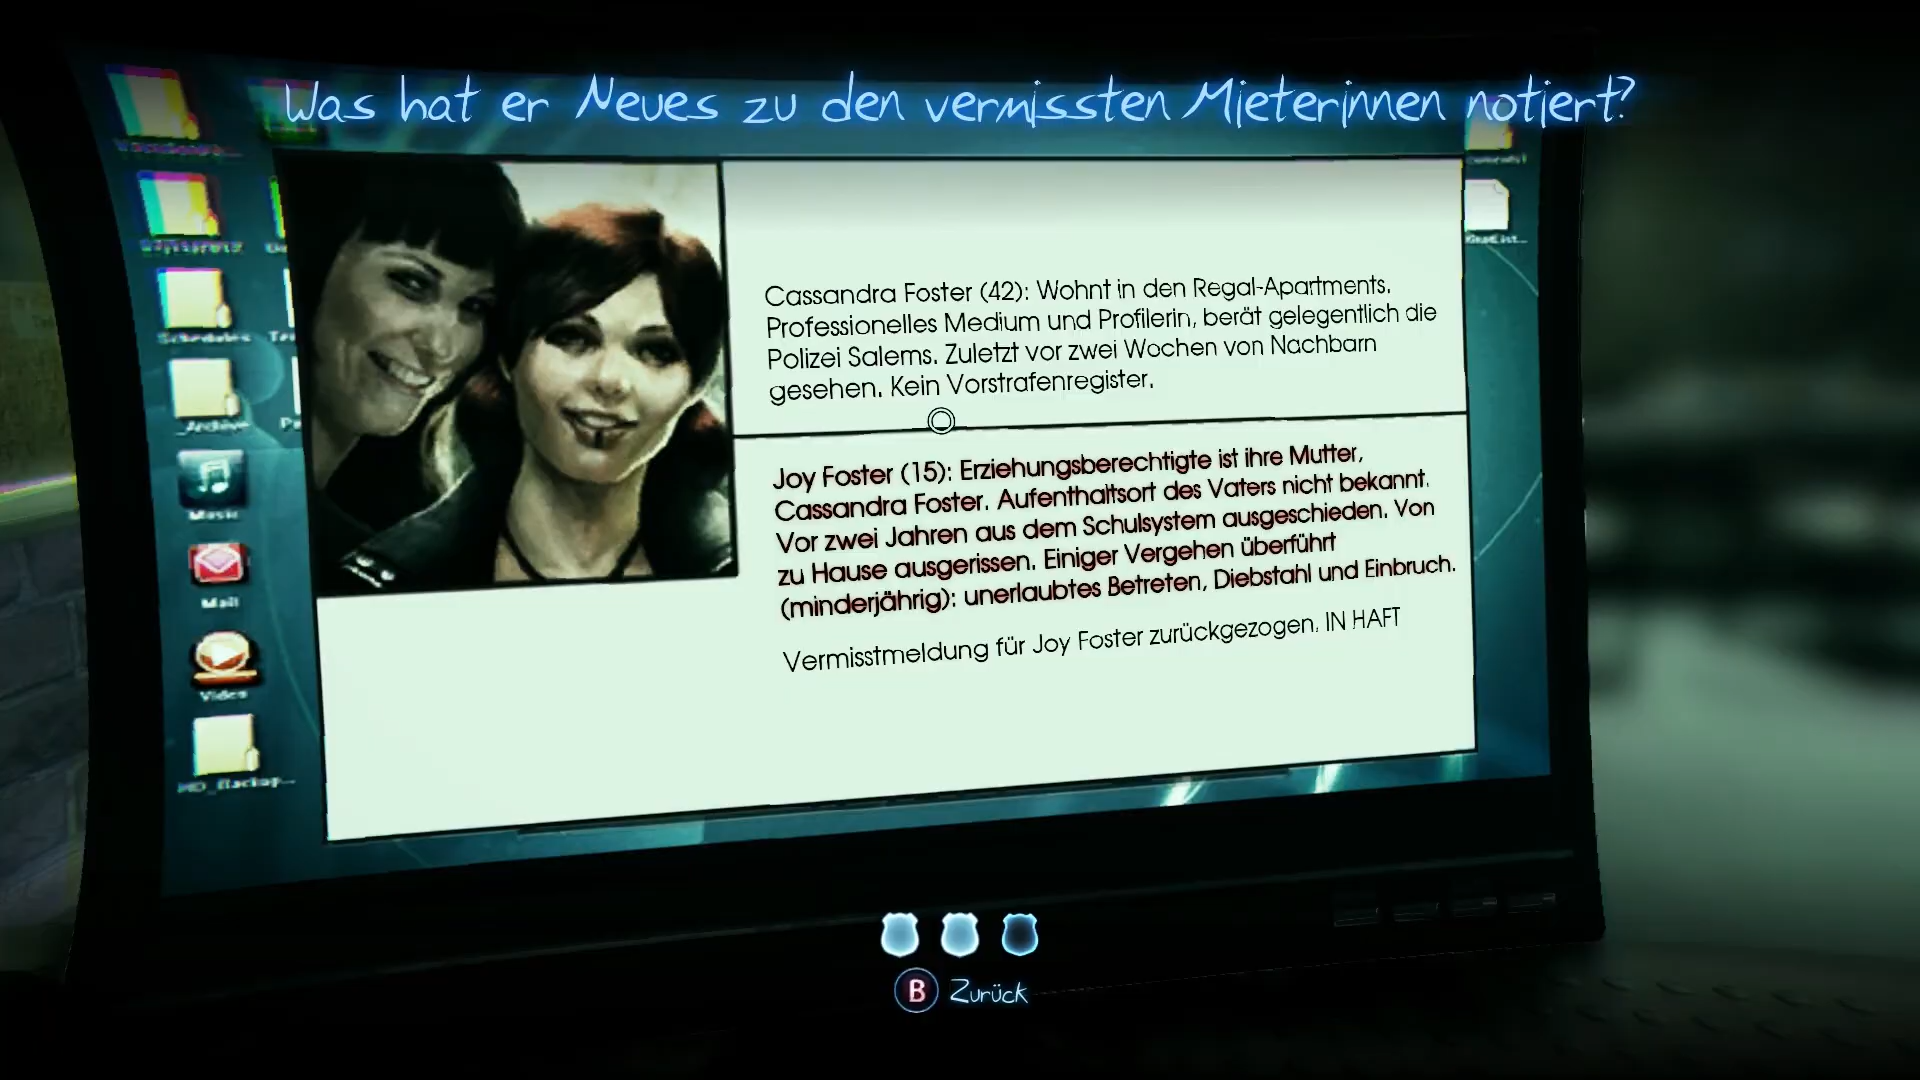 Was hat er Neues zu den vermissten Mieterinnen notiert?
Cassandra Foster (42): Wohnt in den Regal-Apartments.
Professionelles Medium und Profilerin, berät gelegentlich die
Polizei Salems. Zuletzt vor zwei Wochen von Nachbarn
gesehen. Kein Vorstrafenregister.
Joy Foster (15): Erziehungsberechtigte ist ihre Mutter,
Cassandra Foster. Aufenthaltsort des Vaters nicht bekannt.
Vor zwei Jahren aus dem Schulsystem ausgeschieden. Von
zu Hause ausgerissen. Einiger Vergehen überführt
(minderjährig): unerlaubtes Betreten, Diebstahl und Einbruch.
Vermisstmeldung für Joy Foster zurückgezogen. IN HAFT
Schedules
_Archive
Music
Mail
Video
HD_Backup...
B Zurück